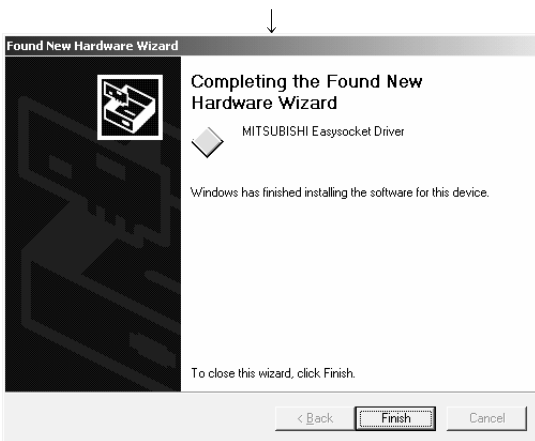 Found New Hardware Wizard
Completing the Found New
Hardware Wizard
MITSUBISHI Easysocket Driver
Windows has finished installing the software for this device.
To close this wizard, click Finish.
< Back
Finish
Cancel